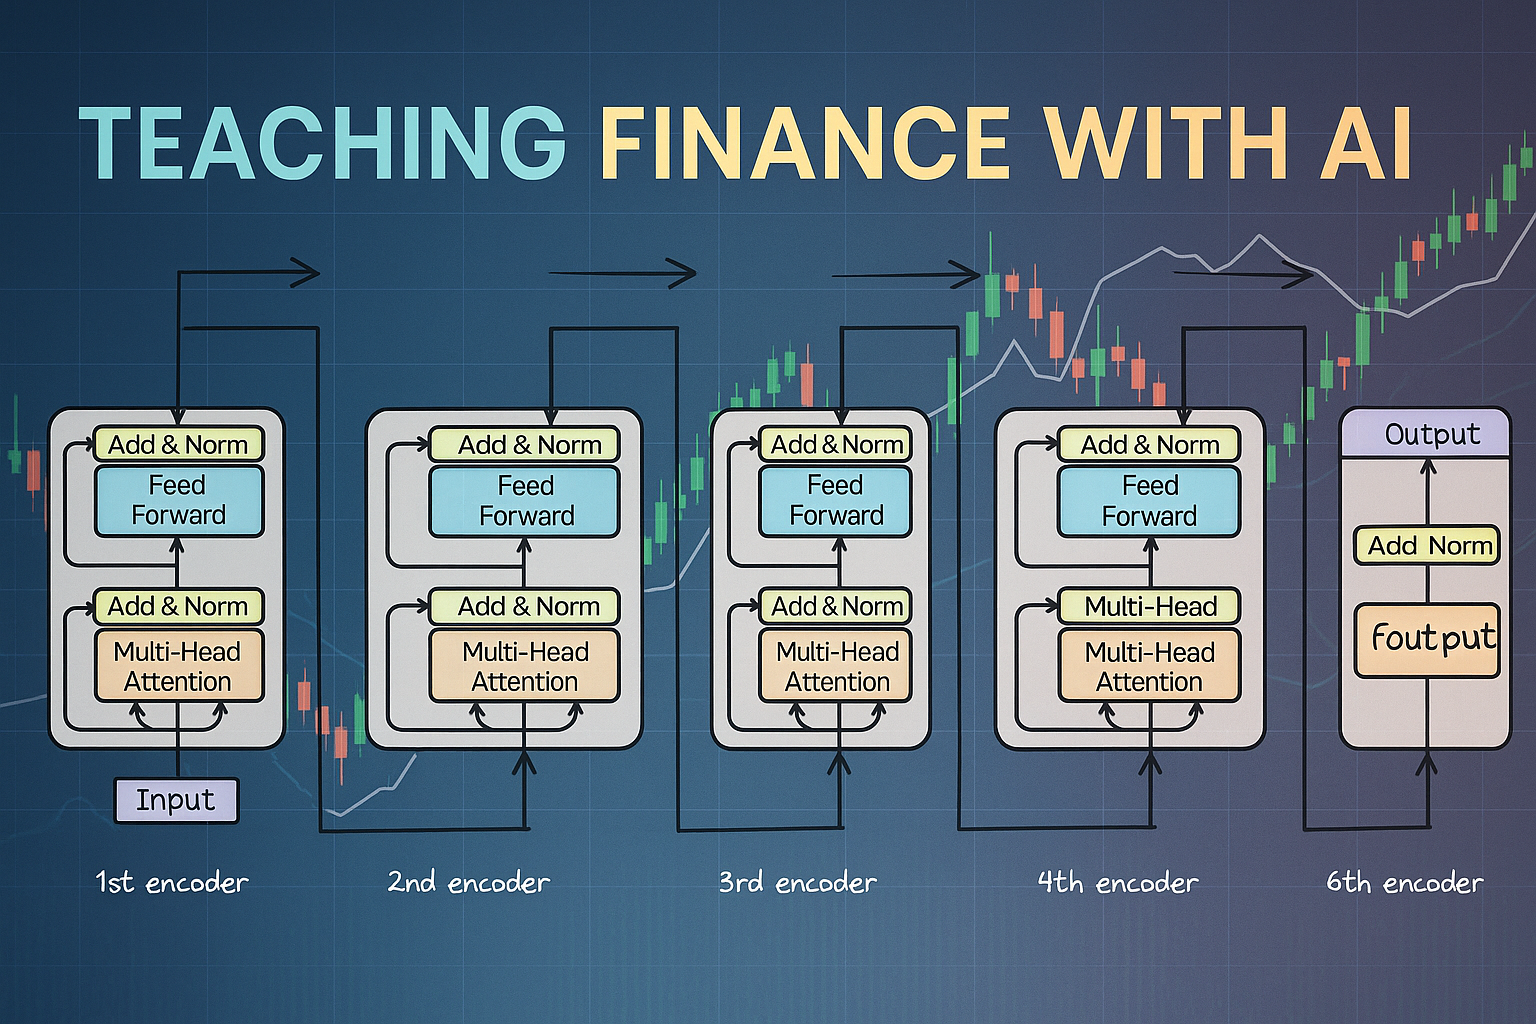 TEACHING FINANCE WITH AI
Add & Norm
Feed
Forward
Add & Norm
Multi-Head
Attention
Input
1st encoder
Add & Norm
Feed
Forward
Add & Norm
Multi-Head
Attention
2nd encoder
Add & Norm
Feed
Forward
Add & Norm
Multi-Head
Attention
3rd encoder
Add & Norm
Feed
Forward
Multi-Head
Multi-Head
Attention
4th encoder
Output
Add Norm
Foutput
6th encoder